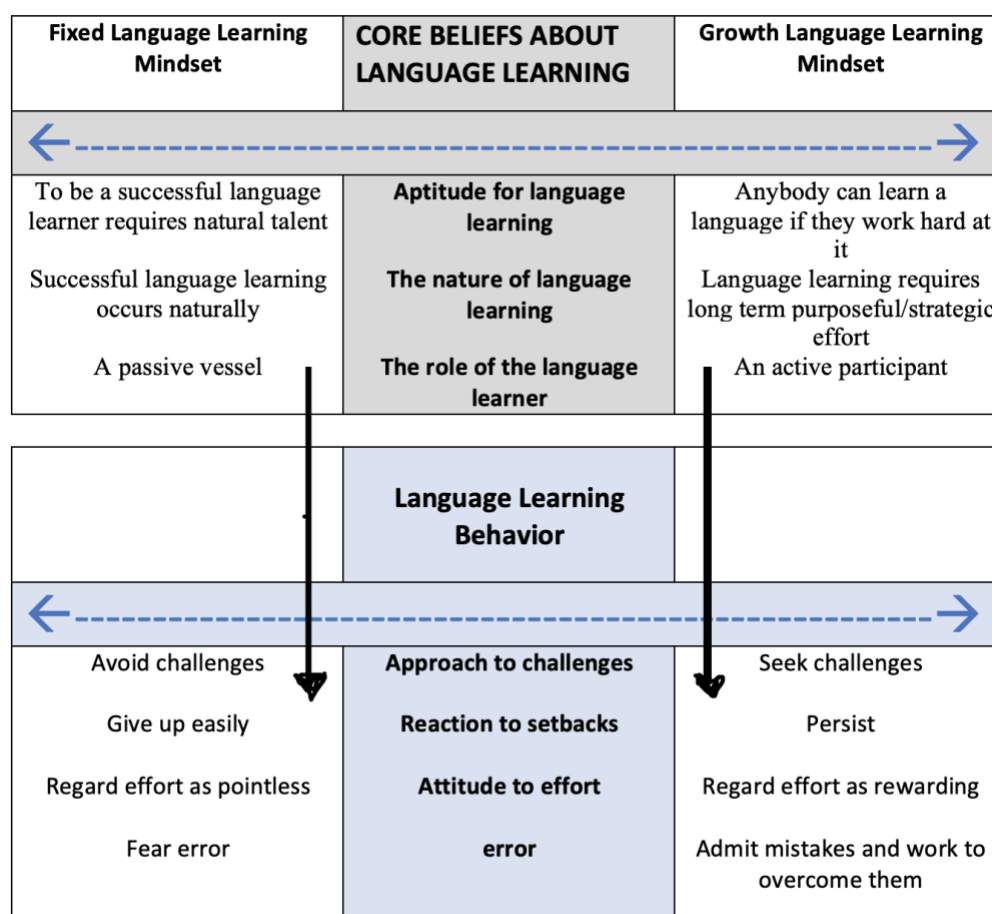 Fixed Language Learning
Mindset
CORE BELIEFS ABOUT
LANGUAGE LEARNING
Growth Language Learning
Mindset
To be a successful language
learner requires natural talent
Aptitude for language
learning
Anybody can learn a
language if they work hard at
it
Successful language learning
occurs naturally
The nature of language
learning
Language learning requires
long term purposeful/strategic
effort
A passive vessel
The role of the language
learner
An active participant
Language Learning
Behavior
Avoid challenges
Approach to challenges
Seek challenges
Give up easily
Reaction to setbacks
Persist
Regard effort as pointless
Attitude to effort
Regard effort as rewarding
Fear error
error
Admit mistakes and work to
overcome them